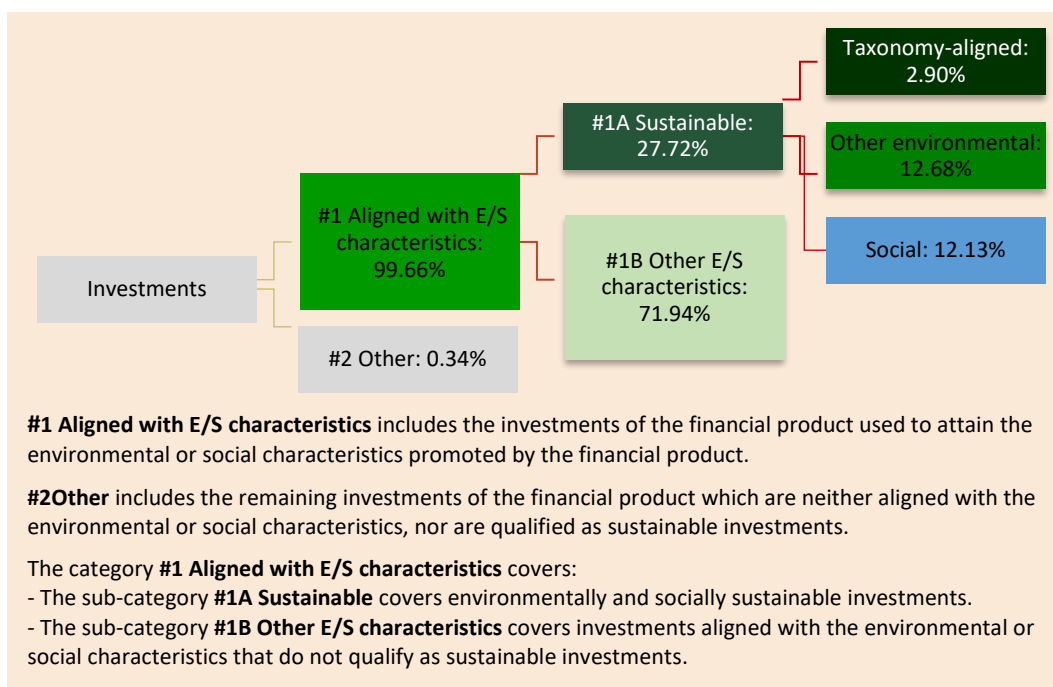 Taxonomy-aligned:
2.90%
#1A Sustainable:
27.72%
Other environmental:
12.68%
#1 Aligned with E/S
characteristics:
99.66%
Social: 12.13%
#1B Other E/S
characteristics:
71.94%
Investments
#2 Other: 0.34%
#1 Aligned with E/S characteristics includes the investments of the financial product used to attain the
environmental or social characteristics promoted by the financial product.
#2Other includes the remaining investments of the financial product which are neither aligned with the
environmental or social characteristics, nor are qualified as sustainable investments.
The category #1 Aligned with E/S characteristics covers:
- The sub-category #1A Sustainable covers environmentally and socially sustainable investments.
- The sub-category #1B Other E/S characteristics covers investments aligned with the environmental or
social characteristics that do not qualify as sustainable investments.